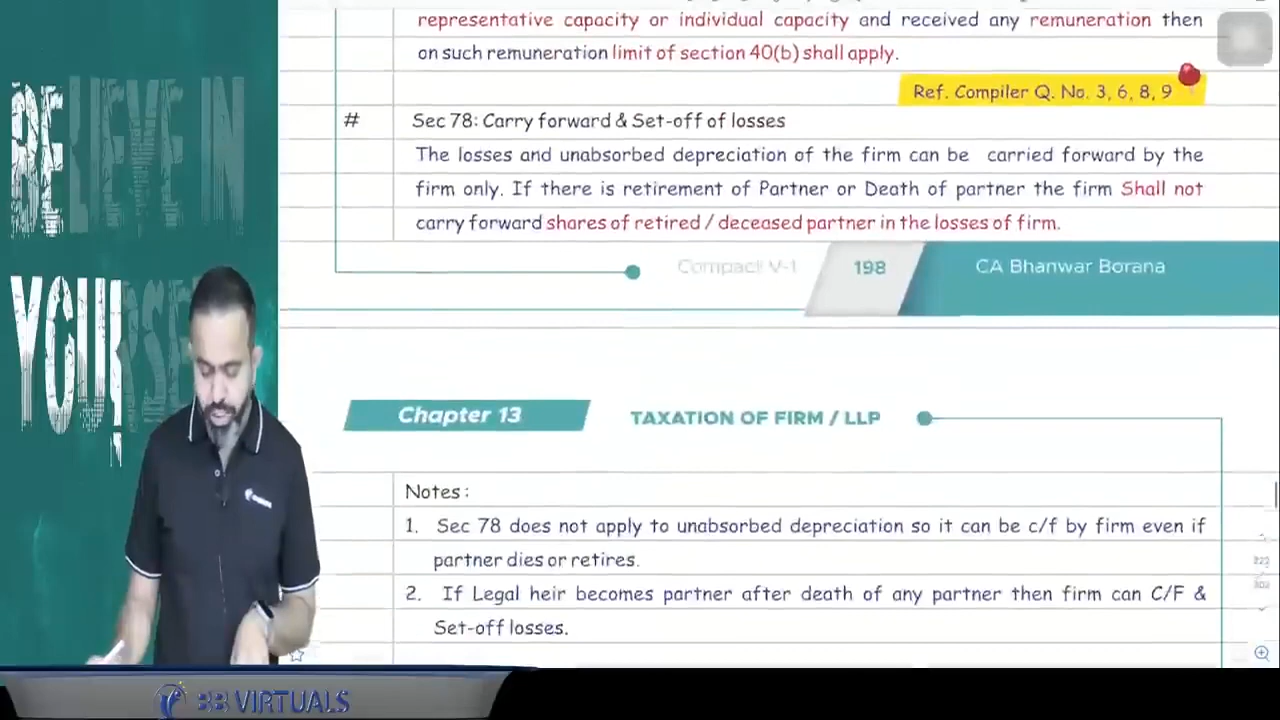 representative capacity or individual capacity and received any remuneration then
on such remuneration limit of section 40(b) shall apply.
Ref. Compiler Q. No. 3, 6, 8, 9
# Sec 78: Carry forward & Set-off of losses
The losses and unabsorbed depreciation of the firm can be carried forward by the
firm only. If there is retirement of Partner or Death of partner the firm Shall not
carry forward shares of retired / deceased partner in the losses of firm.
Compact V-1 198 CA Bhanwar Borana
Chapter 13 TAXATION OF FIRM / LLP
Notes :
1. Sec 78 does not apply to unabsorbed depreciation so it can be c/f by firm even if
partner dies or retires.
2. If Legal heir becomes partner after death of any partner then firm can C/F &
Set-off losses.
BELIEVE IN
BB VIRTUALS